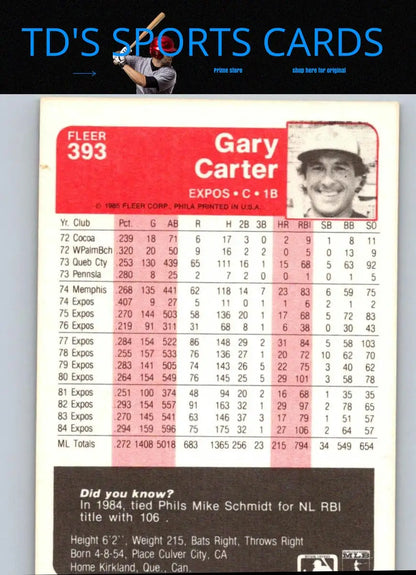 TD'S SPORTS CARDS
Prime store
shop here for original
FLEER
393
Gary
Carter
EXPOS • C • 1B
© 1985 FLEER CORP., PHILA PRINTED IN U.S.A.
Yr. Club Pct. G AB R H 2B 3B HR RBI SB BB SO
72 Cocoa .239 18 71 6 17 3 0 2 9 1 8 11
72 WPalmBch .320 20 50 9 16 2 2 0 5 0 13 9
73 Queb Cty .253 130 439 65 111 16 1 15 68 5 63 92
73 Pennsla .280 8 25 2 7 2 0 0 1 0 1 5
74 Memphis .268 135 441 62 118 14 7 23 83 6 59 75
74 Expos .407 9 27 5 11 0 1 1 6 2 1 2
75 Expos .270 144 503 58 136 20 1 17 68 5 72 83
76 Expos .219 91 311 31 68 8 1 6 38 0 30 43
77 Expos .284 154 522 86 148 29 2 31 84 5 58 103
78 Expos .255 157 533 76 136 27 1 20 72 10 62 70
79 Expos .283 141 505 74 143 26 5 22 75 3 40 62
80 Expos .264 154 549 76 145 25 5 29 101 3 58 78
81 Expos .251 100 374 48 94 20 2 16 68 1 35 35
82 Expos .293 154 557 91 163 32 1 29 97 2 78 65
83 Expos .270 145 541 63 146 37 3 17 79 1 51 57
84 Expos .294 159 596 75 175 32 1 27 106 2 64 57
ML Totals .272 1408 5018 683 1365 256 23 215 794 34 549 654
Did you know?
In 1984, tied Phils Mike Schmidt for NL RBI
title with 106 .
Height 6'2'', Weight 215, Bats Right, Throws Right
Born 4-8-54, Place Culver City, CA
Home Kirkland, Que., Can.